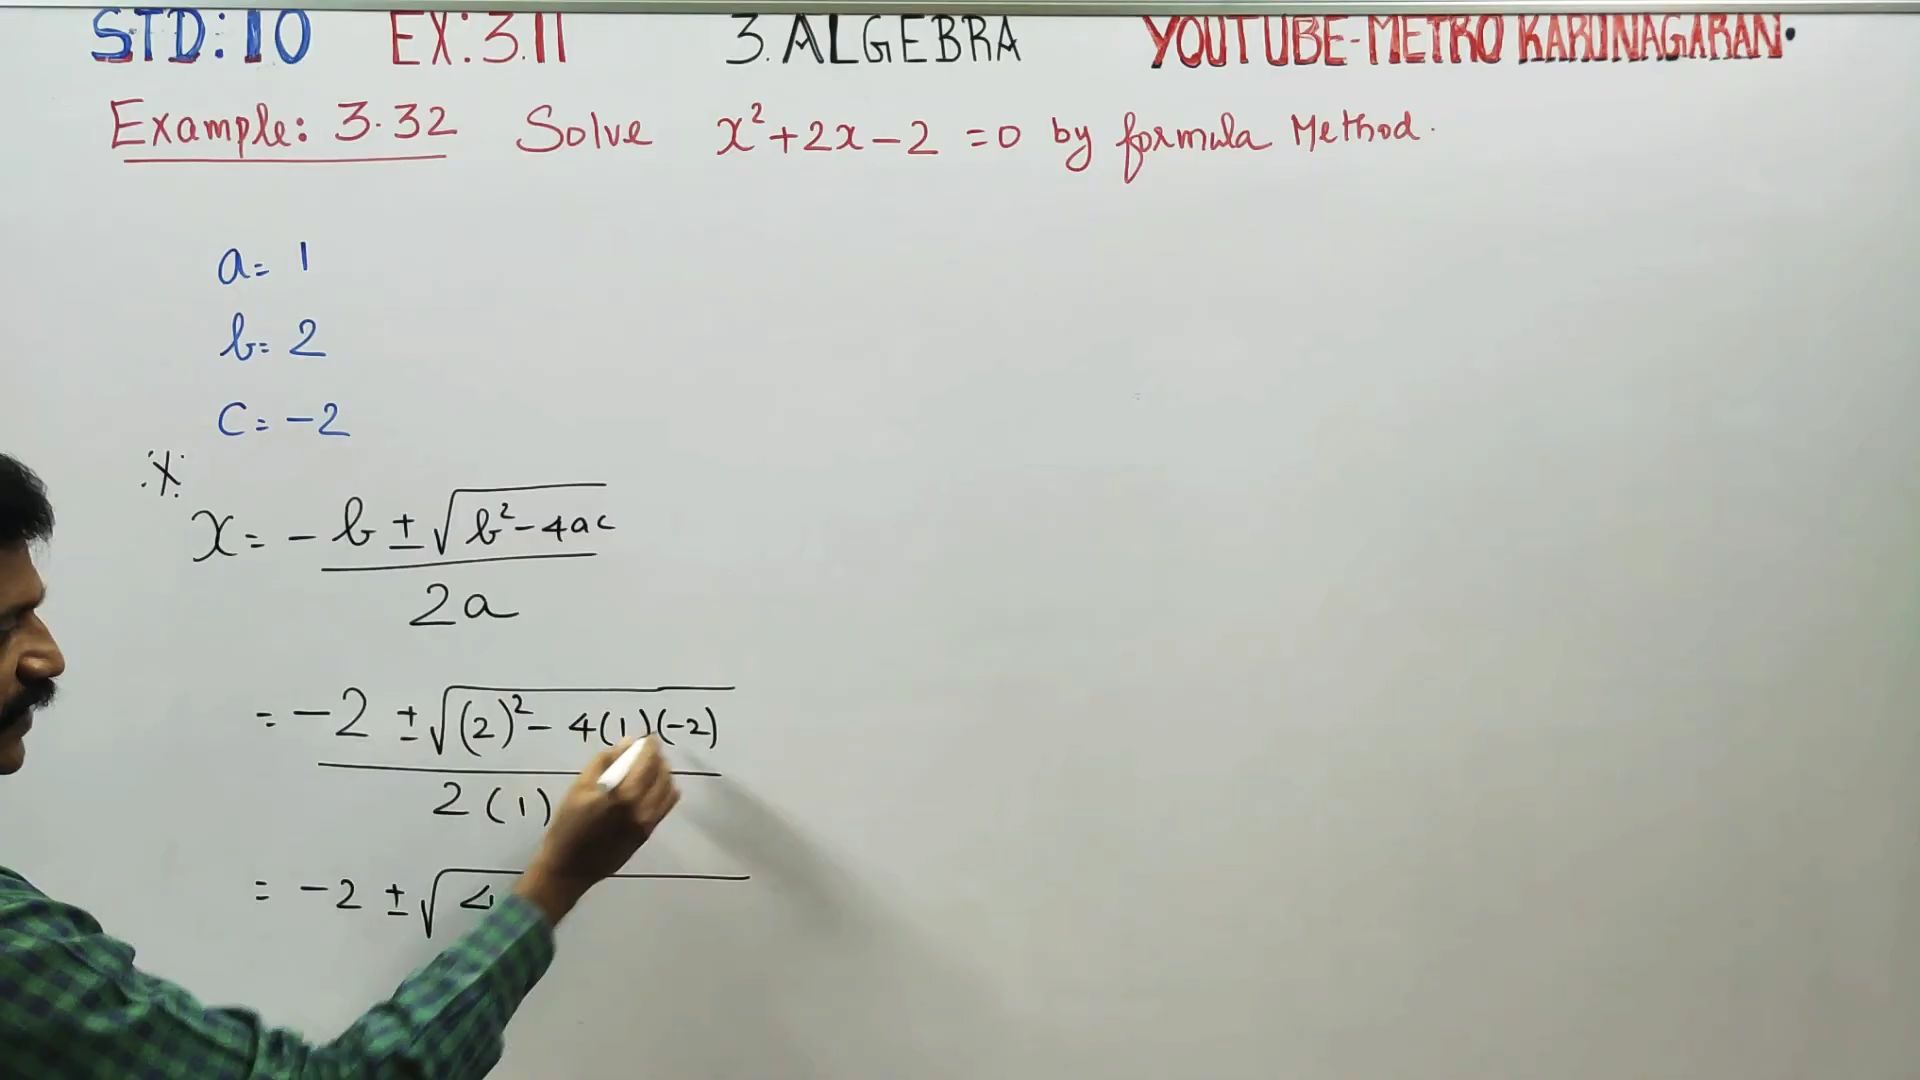 STD: 10 EX: 3.11 3. ALGEBRA YOUTUBE-METRO KARUNAGARAN.
Example: 3.32 Solve x²+2x-2 =0 by formula Method.
a= 1
b= 2
C= -2
x= -b ± √b²-4ac
2a
= -2 ± √(2)²- 4(1)(-2)
2(1)
= -2 ± √4